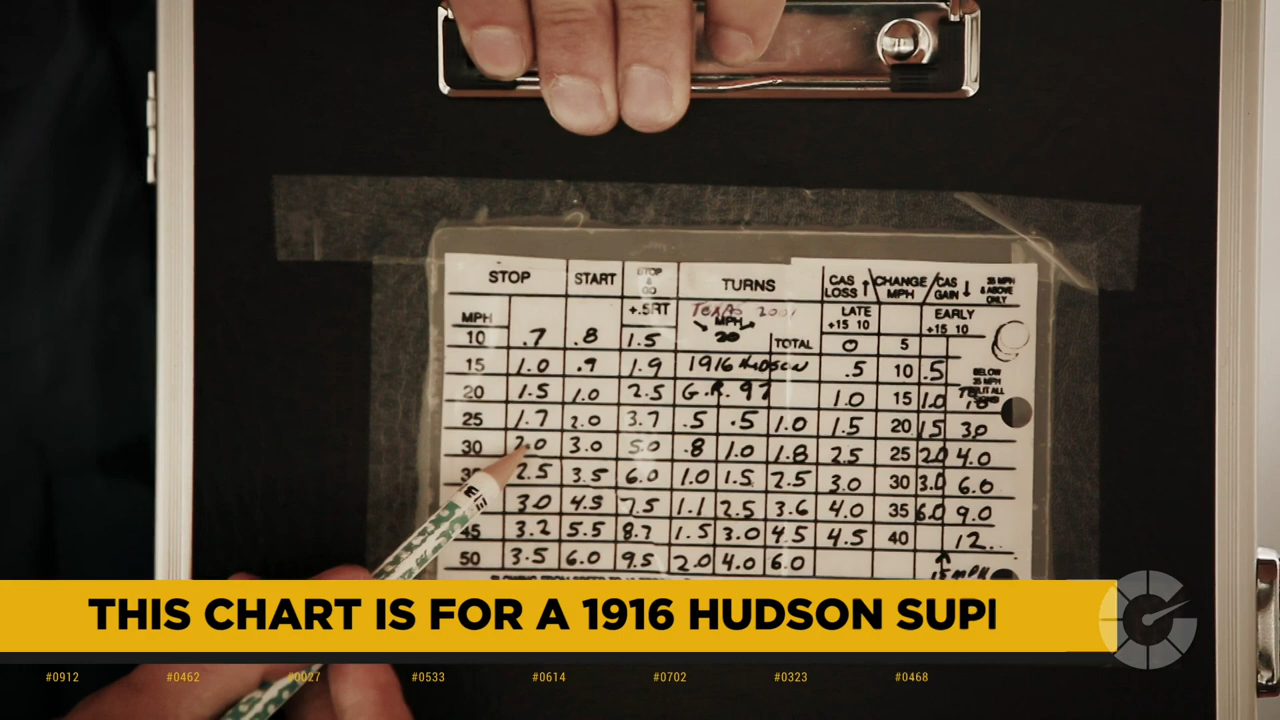 STOP START STOP & GO TURNS CAS LOSS ↑ CHANGE MPH CAS GAIN ↓ 35 MPH & ABOVE ONLY
MPH +.5RT TEXAS 2001 LATE EARLY
MPH 20 TOTAL +15 10 +15 10
10 .7 .8 1.5 0 5
15 1.0 .9 1.9 1916 HUDSON .5 10 .5 BELOW 35 MPH
20 1.5 1.0 2.5 G.R. 97 1.0 15 1.0
25 1.7 2.0 3.7 .5 .5 1.0 1.5 20 1.5 3.0
30 2.0 3.0 5.0 .8 1.0 1.8 2.5 25 2.0 4.0
2.5 3.5 6.0 1.0 1.5 2.5 3.0 30 3.0 6.0
3.0 4.5 7.5 1.1 2.5 3.6 4.0 35 6.0 9.0
45 3.2 5.5 8.7 1.5 3.0 4.5 4.5 40 12.
50 3.5 6.0 9.5 2.0 4.0 6.0 15 MPH
THIS CHART IS FOR A 1916 HUDSON SUP
#0912 #0462 #0027 #0533 #0614 #0702 #0323 #0468